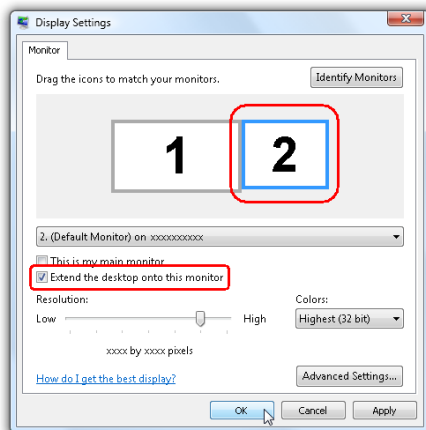 Display Settings
Monitor
Drag the icons to match your monitors.
Identify Monitors
1
2
2. (Default Monitor) on xxxxxxxxxx
This is my main monitor
Extend the desktop onto this monitor
Resolution:
Colors:
Low
High
Highest (32 bit)
xxxx by xxxx pixels
How do I get the best display?
Advanced Settings...
OK
Cancel
Apply